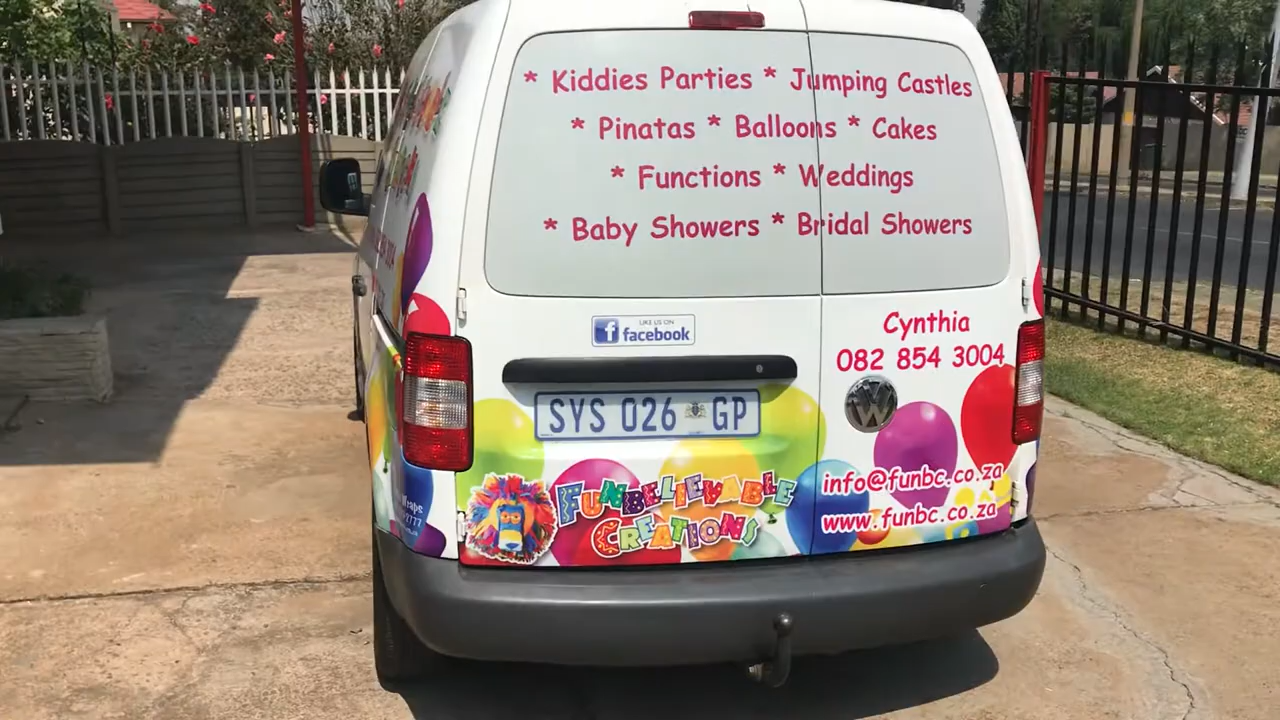 * Kiddies Parties * Jumping Castles
* Pinatas * Balloons * Cakes
* Functions * Weddings
* Baby Showers * Bridal Showers
LIKE US ON
facebook
Cynthia
082 854 3004
SYS 026 GP
FUNBELIEVABLE
CREATIONS
info@funbc.co.za
www.funbc.co.za